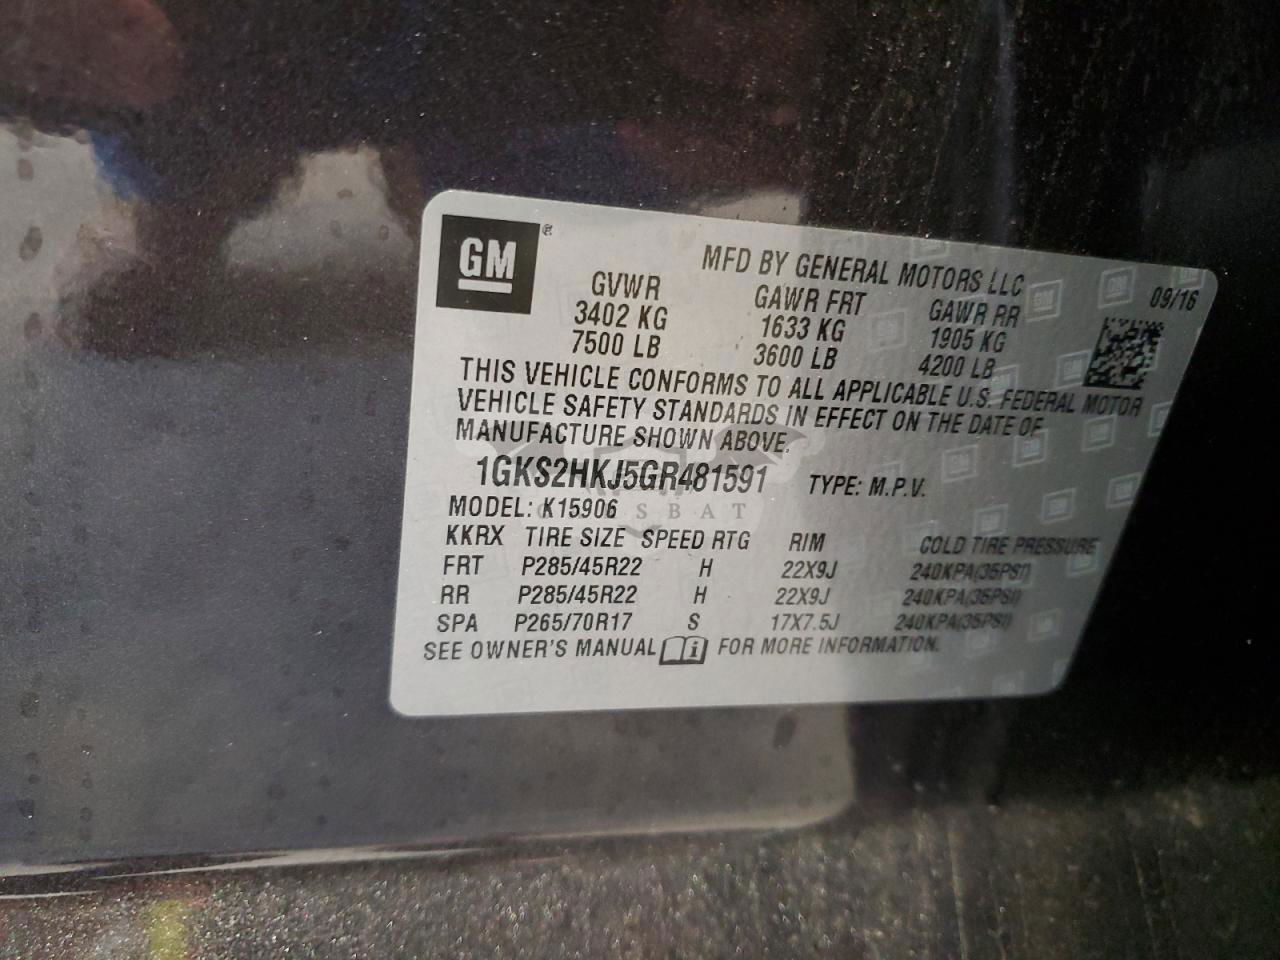 GM®
MFD BY GENERAL MOTORS LLC
09/16
GVWR GAWR FRT GAWR RR
3402 KG 1633 KG 1905 KG
7500 LB 3600 LB 4200 LB
THIS VEHICLE CONFORMS TO ALL APPLICABLE U.S. FEDERAL MOTOR
VEHICLE SAFETY STANDARDS IN EFFECT ON THE DATE OF
MANUFACTURE SHOWN ABOVE.
1GKS2HKJ5GR481591 TYPE: M.P.V.
MODEL: K15906
KKRX TIRE SIZE SPEED RTG RIM COLD TIRE PRESSURE
FRT P285/45R22 H 22X9J 240KPA(35PSI)
RR P285/45R22 H 22X9J 240KPA(35PSI)
SPA P265/70R17 S 17X7.5J 240KPA(35PSI)
SEE OWNER'S MANUAL i FOR MORE INFORMATION.